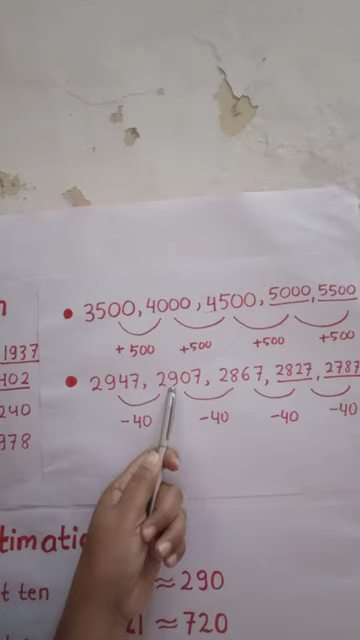 n
• 3500, 4000, 4500, 5000, 5500
+500 +500 +500 +500
1937
402
240
978
• 2947, 2907, 2867, 2827, 2787
-40 -40 -40 -40
timati
t ten ≈ 290
≈ 720